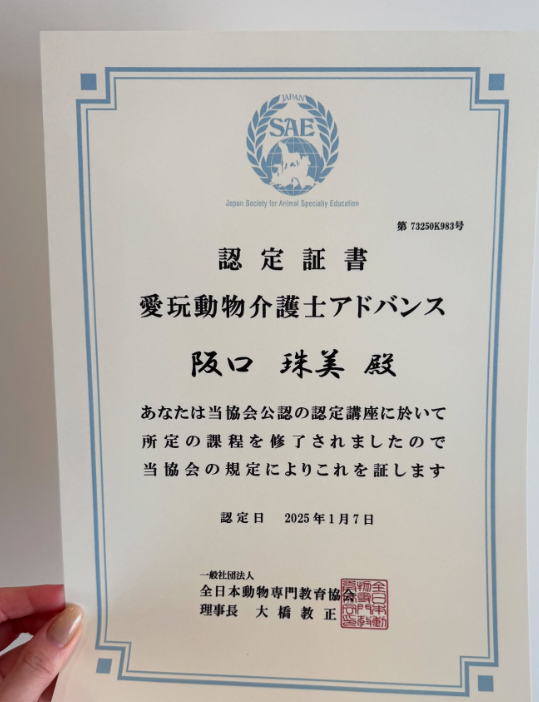 JAPAN
SAE
Japan Society for Animal Specialty Education
第 73250K983号
認定証書
愛玩動物介護士アドバンス
阪口 珠美 殿
あなたは当協会公認の認定講座に於いて
所定の課程を修了されましたので
当協会の規定によりこれを証します
認定日 2025年1月7日
一般社団法人
全日本動物専門教育協会
理事長 大橋教正